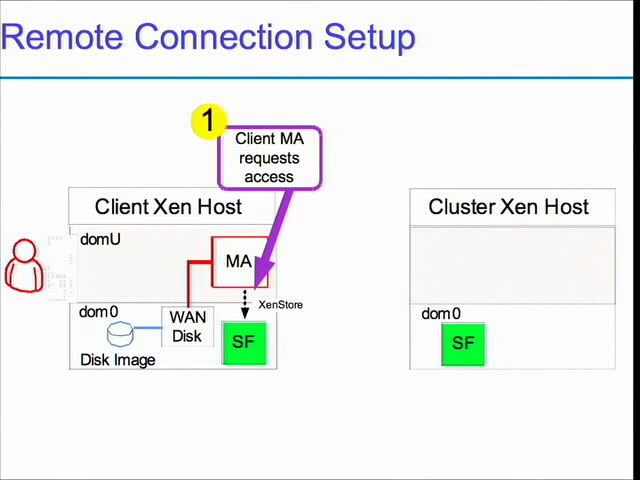 Remote Connection Setup
1
Client MA
requests
access
Client Xen Host
Cluster Xen Host
domU
MA
dom0
WAN
Disk
XenStore
SF
Disk Image
dom0
SF